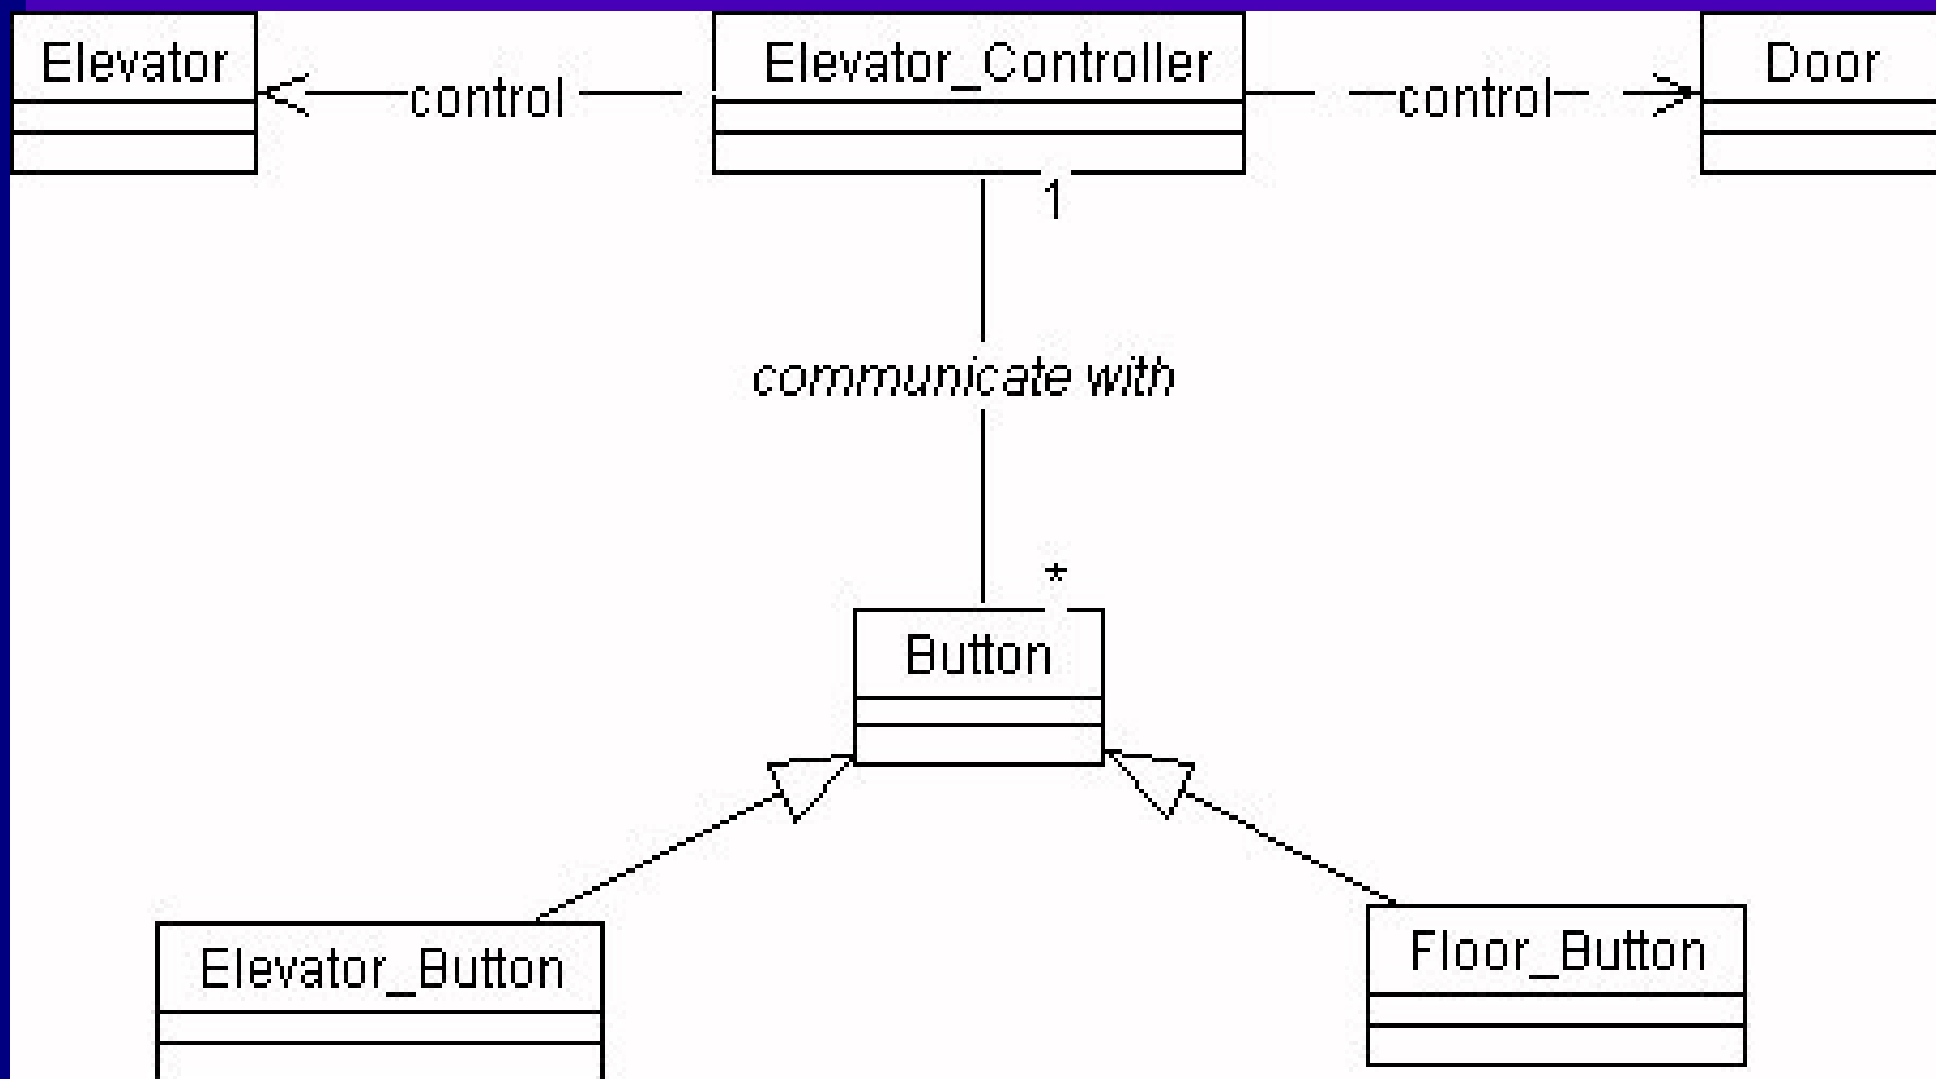 Elevator
control
Elevator_Controller
control
Door
1
communicate with
*
Button
Elevator_Button
Floor_Button